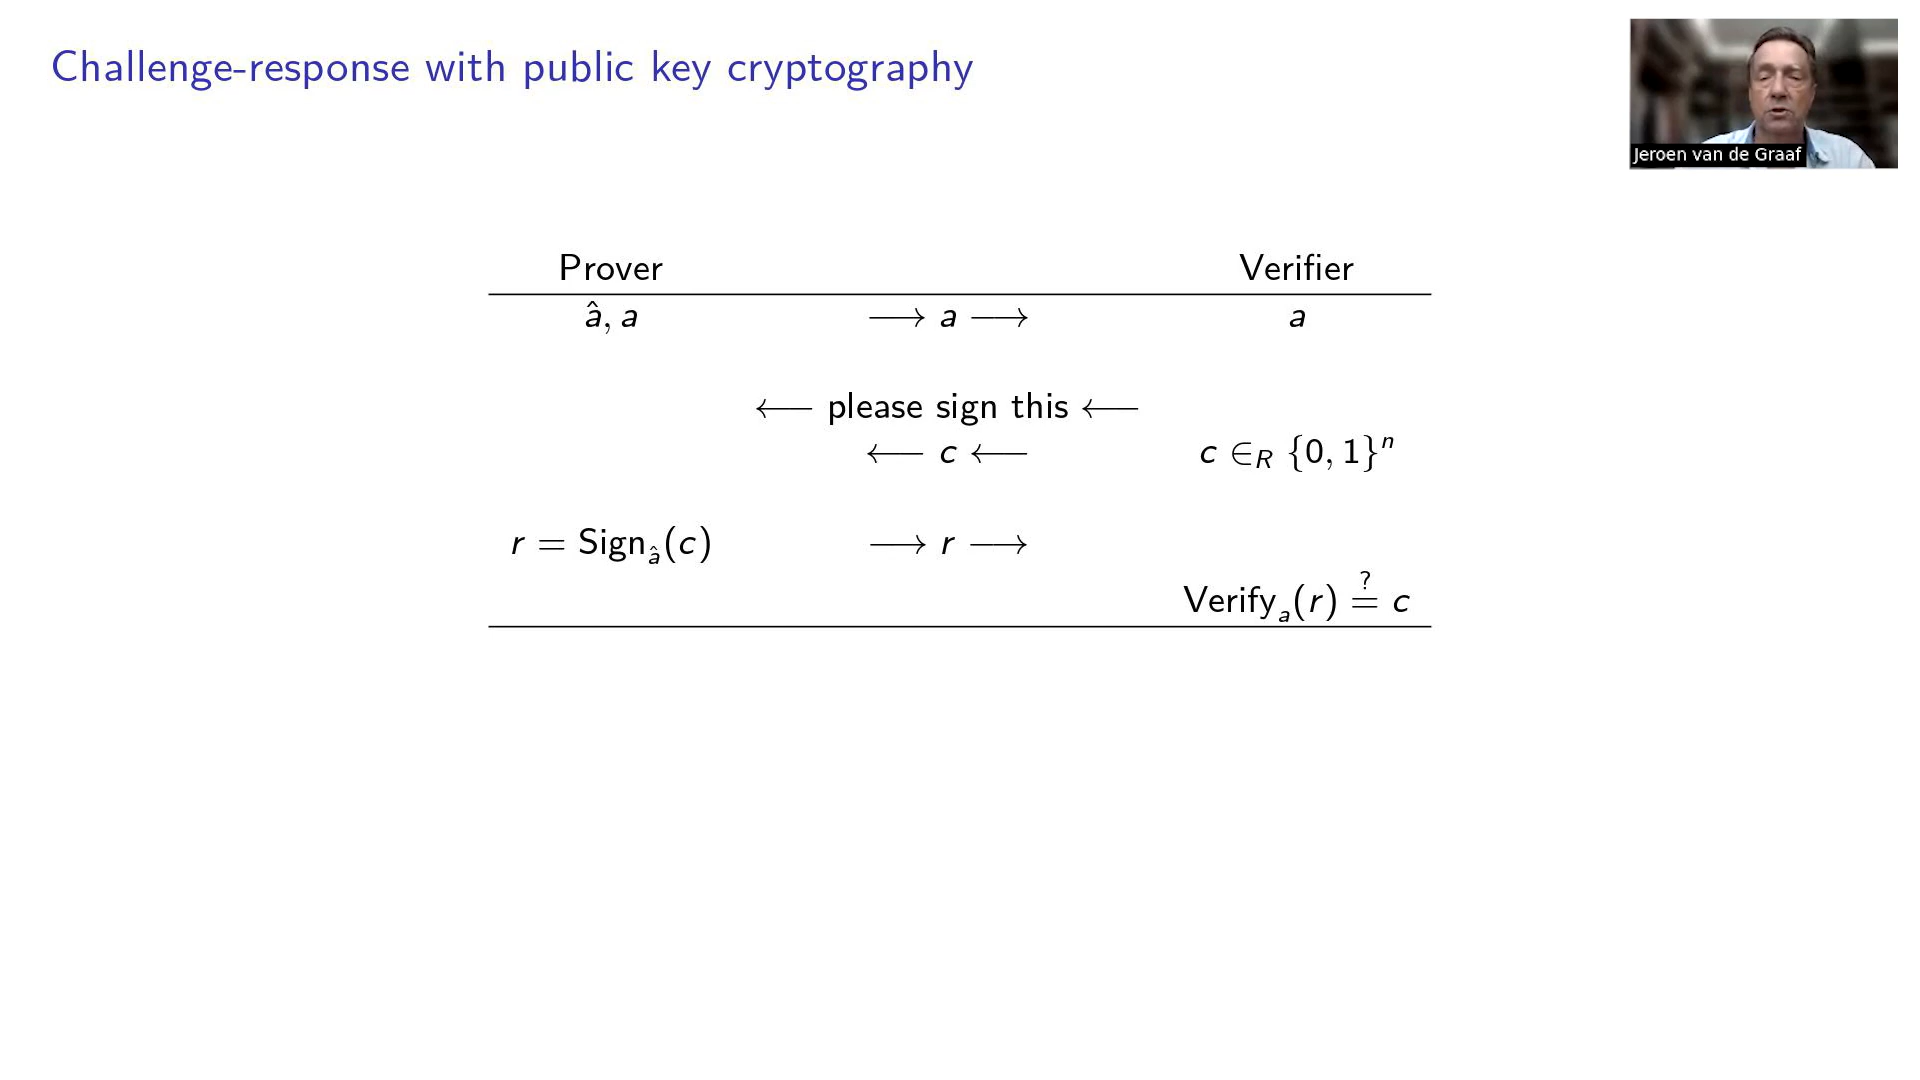 Challenge-response with public key cryptography
Jeroen van de Graaf
Prover Verifier
â, a ⟶ a ⟶ a
⟵ please sign this ⟵
⟵ c ⟵ c ∈_R {0, 1}^n
r = Sign_â(c) ⟶ r ⟶
Verify_a(r) ≟ c